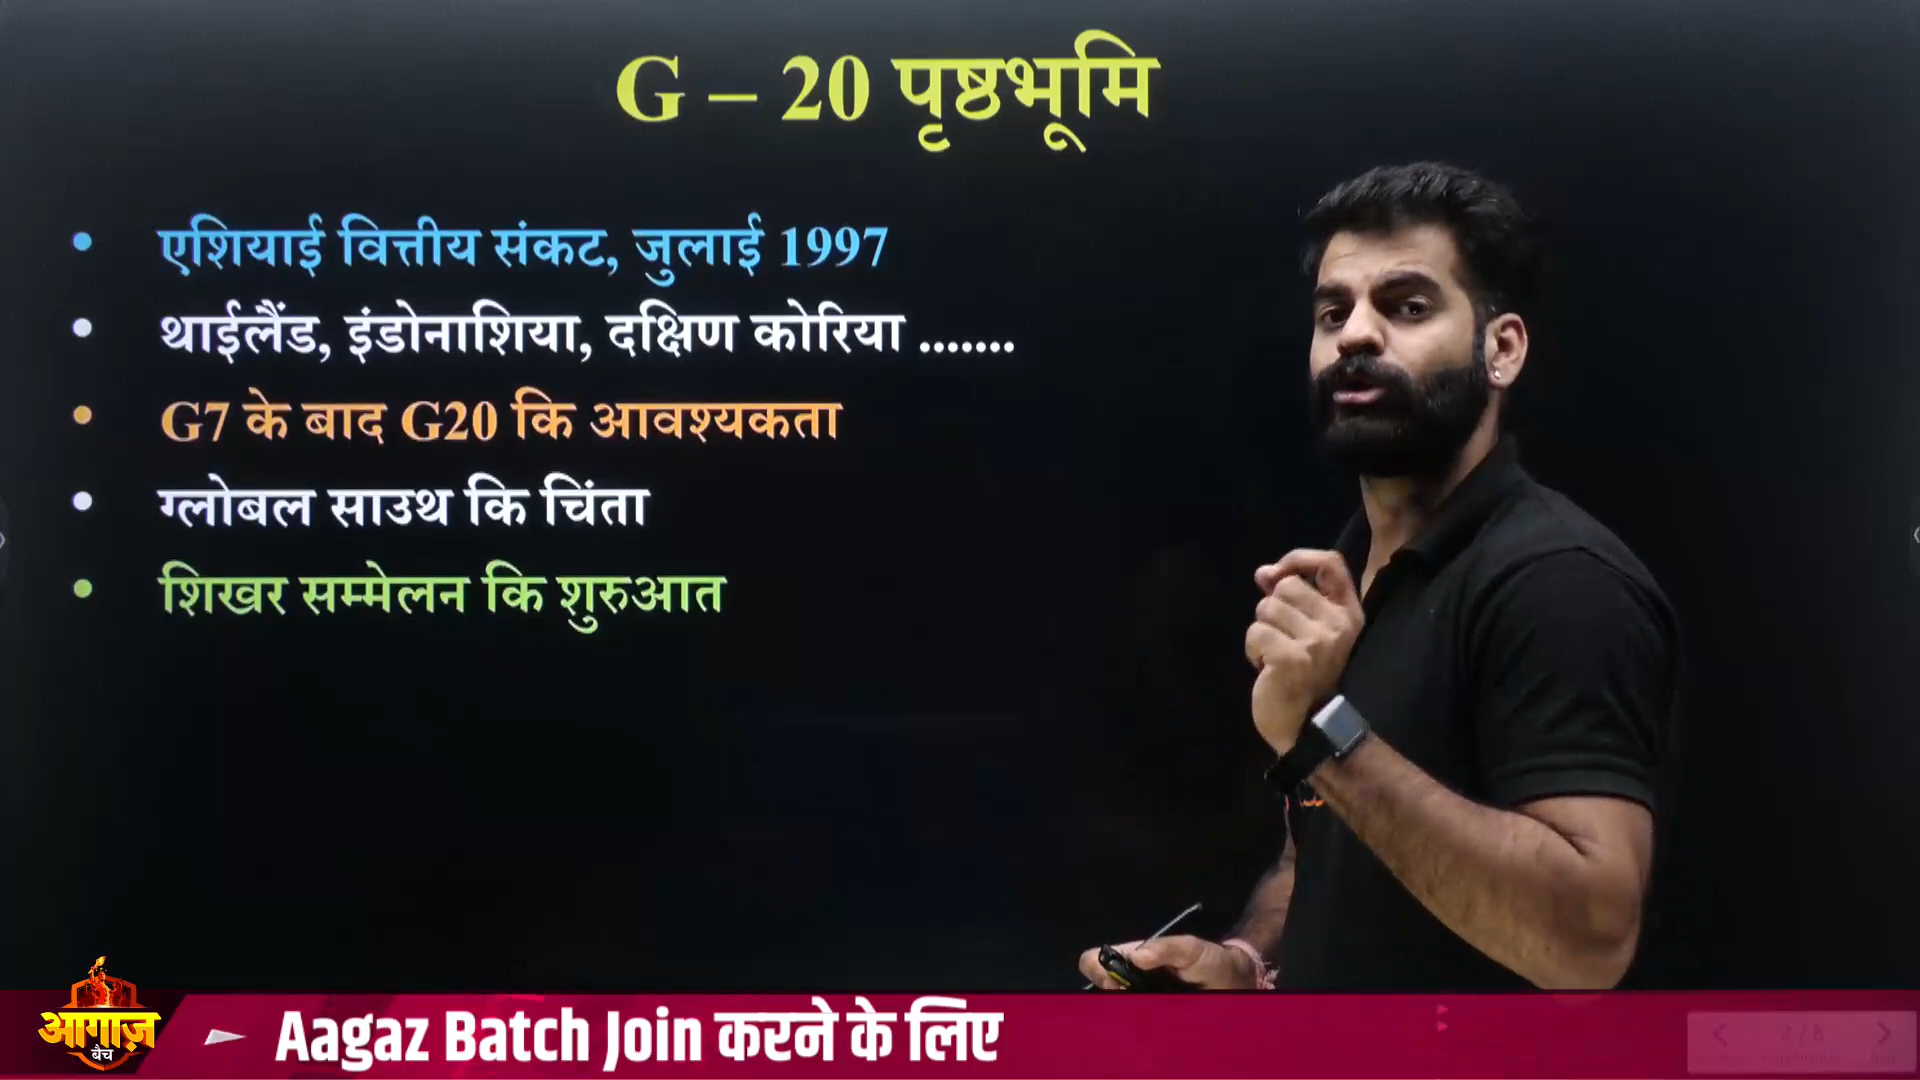 G – 20 पृष्ठभूमि
• एशियाई वित्तीय संकट, जुलाई 1997
• थाईलैंड, इंडोनाशिया, दक्षिण कोरिया .......
• G7 के बाद G20 कि आवश्यकता
• ग्लोबल साउथ कि चिंता
• शिखर सम्मेलन कि शुरुआत
आगाज़
बैच
Aagaz Batch Join करने के लिए